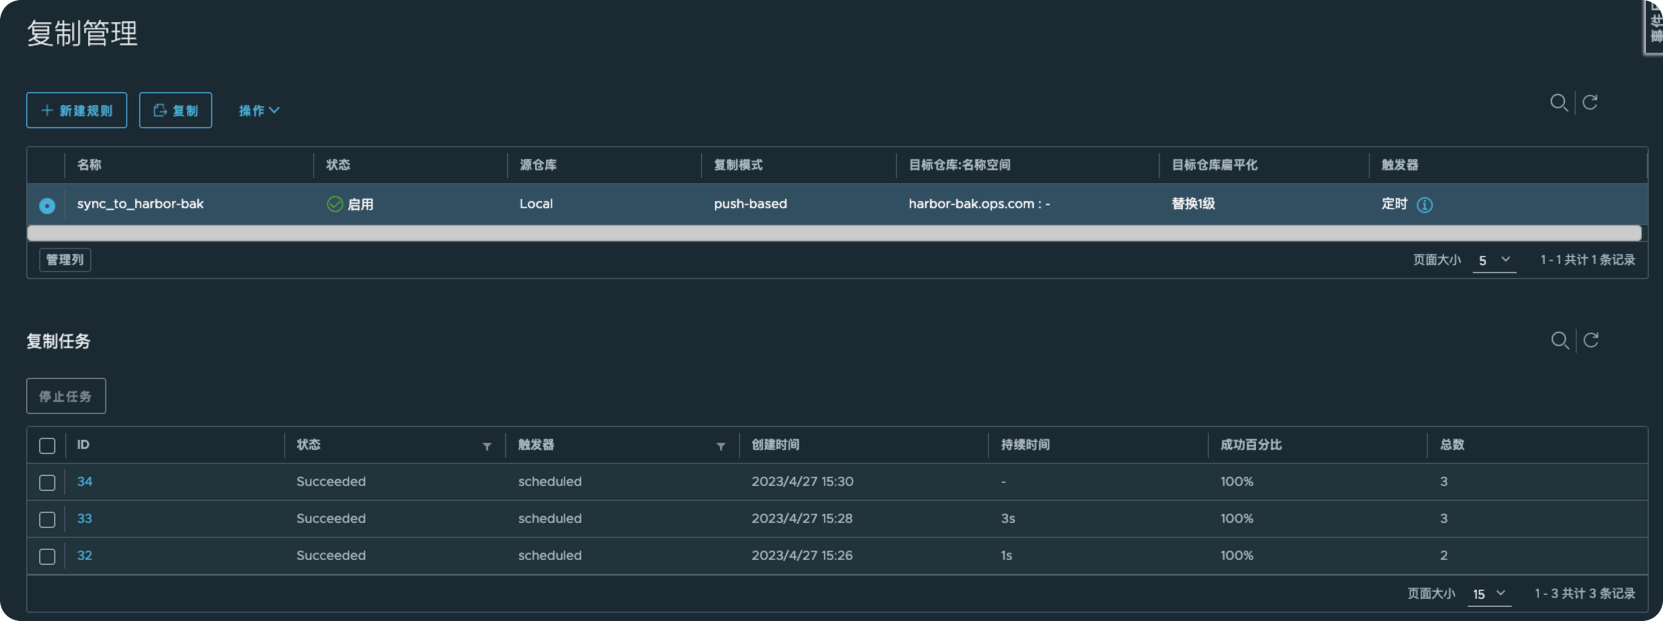 复制管理
事件日
新建规则 复制 操作
名称 状态 源仓库 复制模式 目标仓库:名称空间 目标仓库扁平化 触发器
sync_to_harbor-bak 启用 Local push-based harbor-bak.ops.com : - 替换1级 定时
管理列 页面大小 5 1 - 1 共计 1 条记录
复制任务
停止任务
ID 状态 触发器 创建时间 持续时间 成功百分比 总数
34 Succeeded scheduled 2023/4/27 15:30 - 100% 3
33 Succeeded scheduled 2023/4/27 15:28 3s 100% 3
32 Succeeded scheduled 2023/4/27 15:26 1s 100% 2
页面大小 15 1 - 3 共计 3 条记录